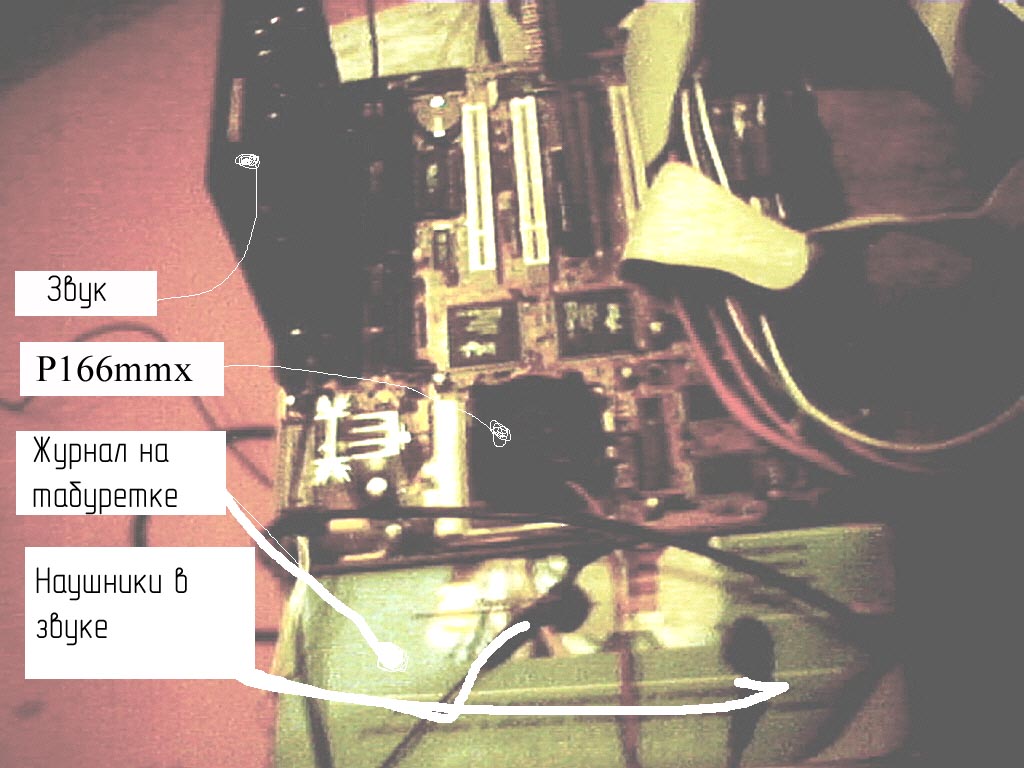 Звук
P166mmx
Журнал на
табуретке
Наушники в
звуке